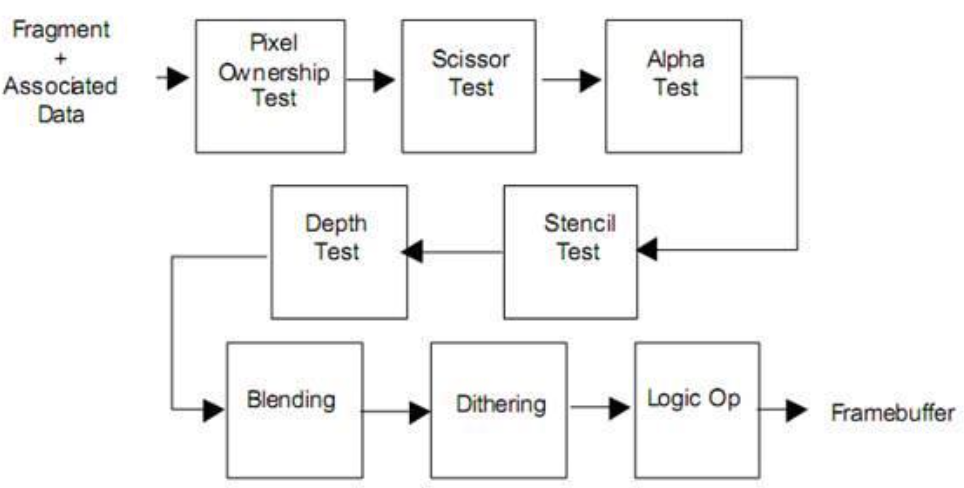 Fragment
+
Associated
Data
Pixel
Ownership
Test
Scissor
Test
Alpha
Test
Stencil
Test
Depth
Test
Blending
Dithering
Logic Op
Framebuffer